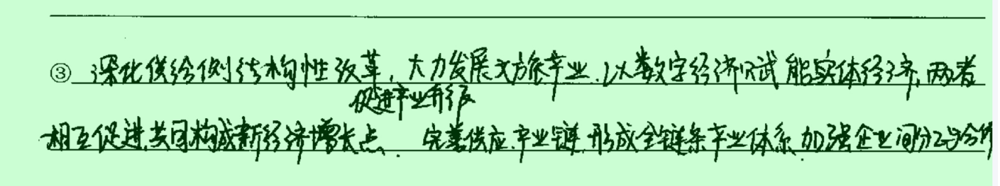 ③ 深化供给侧结构性改革，大力发展文旅产业，以数字经济赋能实体经济，两者
促进产业升级
相互促进，共同构成新经济增长点。完善供应产业链，形成全链条产业体系，加强企业间分工与合作